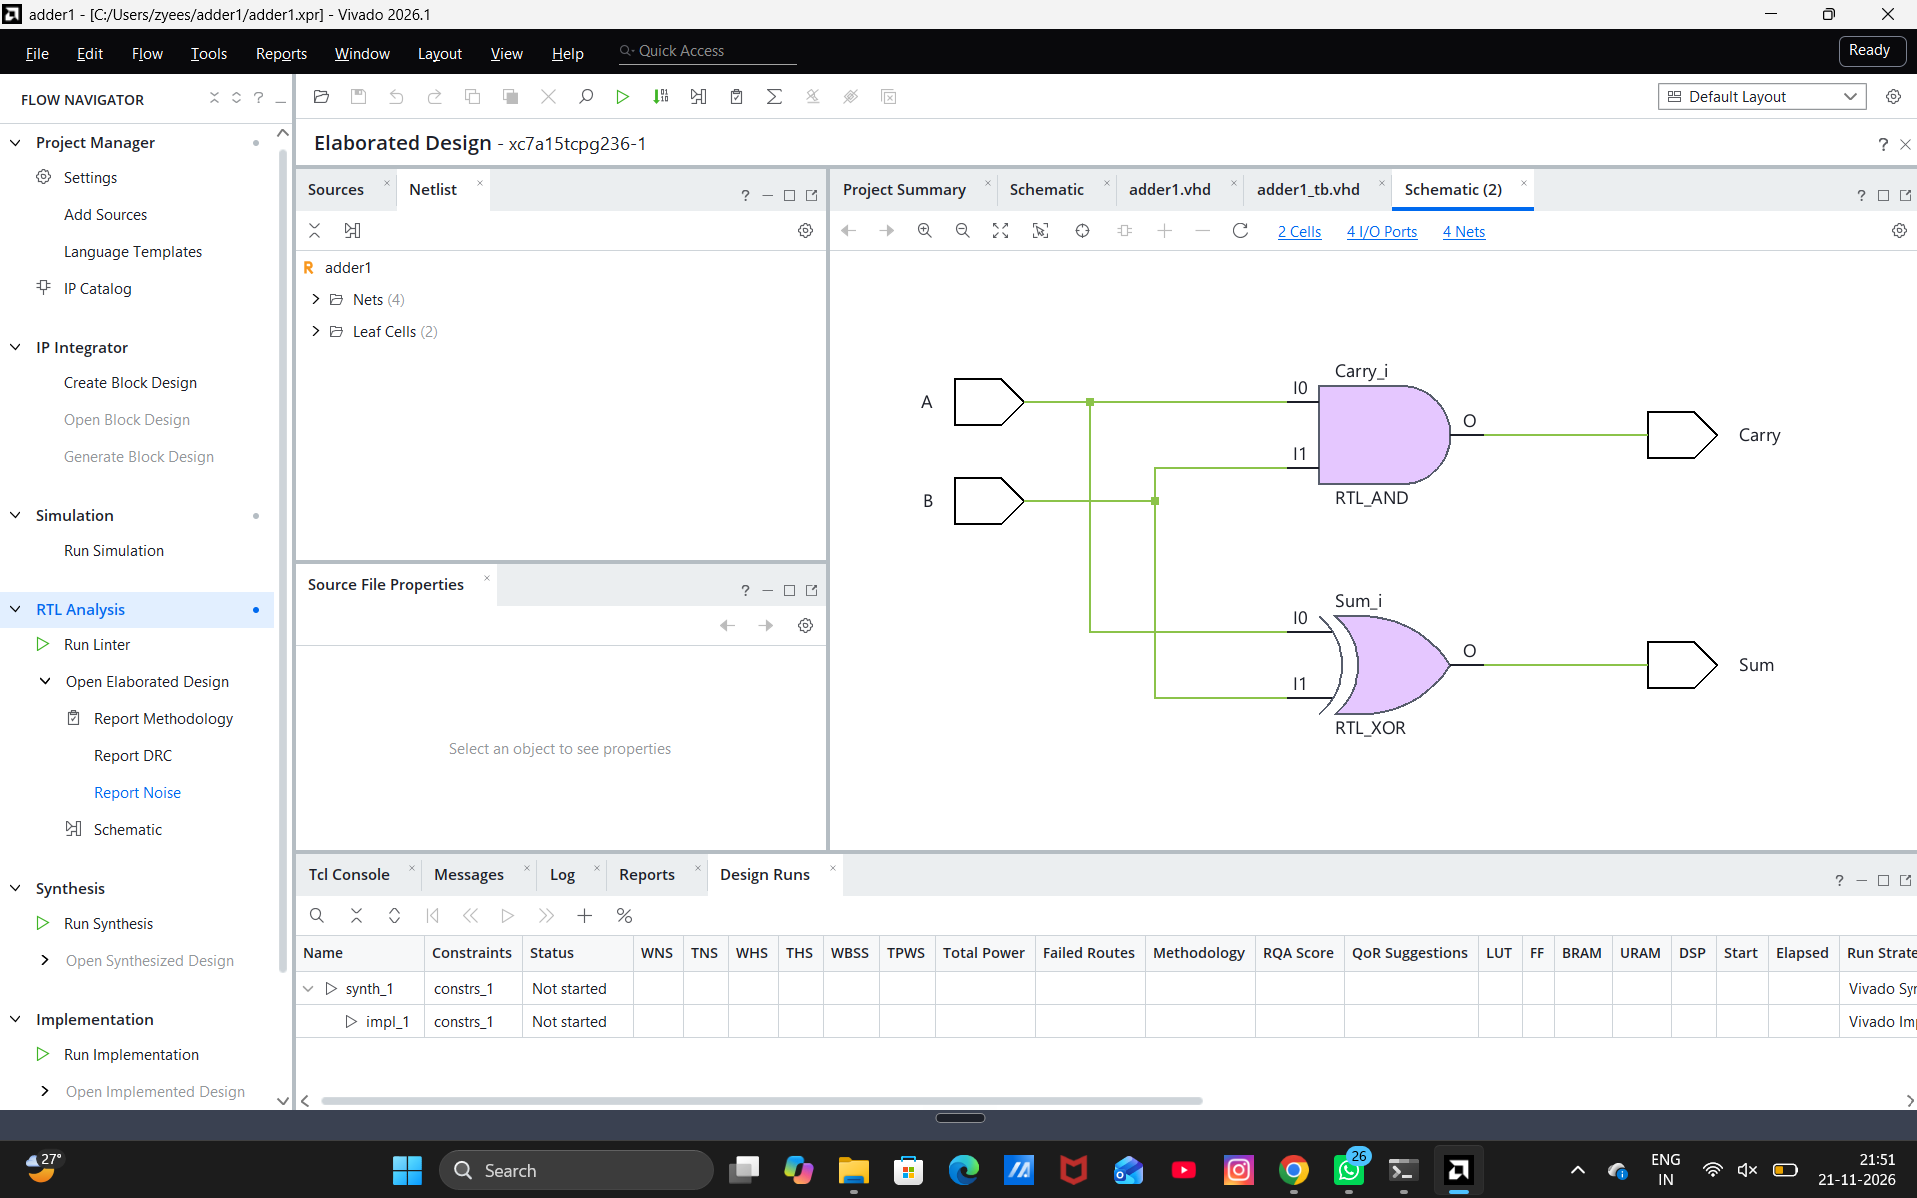 adder1 - [C:/Users/zyees/adder1/adder1.xpr] - Vivado 2026.1
File Edit Flow Tools Reports Window Layout View Help Quick Access Ready
FLOW NAVIGATOR ?
Default Layout
Project Manager
Settings
Add Sources
Language Templates
IP Catalog
IP Integrator
Create Block Design
Open Block Design
Generate Block Design
Simulation
Run Simulation
RTL Analysis
Run Linter
Open Elaborated Design
Report Methodology
Report DRC
Report Noise
Schematic
Synthesis
Run Synthesis
Open Synthesized Design
Implementation
Run Implementation
Open Implemented Design
Elaborated Design - xc7a15tcpg236-1 ?
Sources Netlist ?
R adder1
Nets (4)
Leaf Cells (2)
Source File Properties ?
Select an object to see properties
Project Summary Schematic adder1.vhd adder1_tb.vhd Schematic (2) ?
2 Cells 4 I/O Ports 4 Nets
Carry_i
A I0
O
Carry
I1
B
RTL_AND
Sum_i
I0
O
Sum
I1
RTL_XOR
Tcl Console Messages Log Reports Design Runs ?
%
Name Constraints Status WNS TNS WHS THS WBSS TPWS Total Power Failed Routes Methodology RQA Score QoR Suggestions LUT FF BRAM URAM DSP Start Elapsed Run Strate
synth_1 constrs_1 Not started Vivado Syn
impl_1 constrs_1 Not started Vivado Imp
27°
Search
26
ENG
IN
21:51
21-11-2026